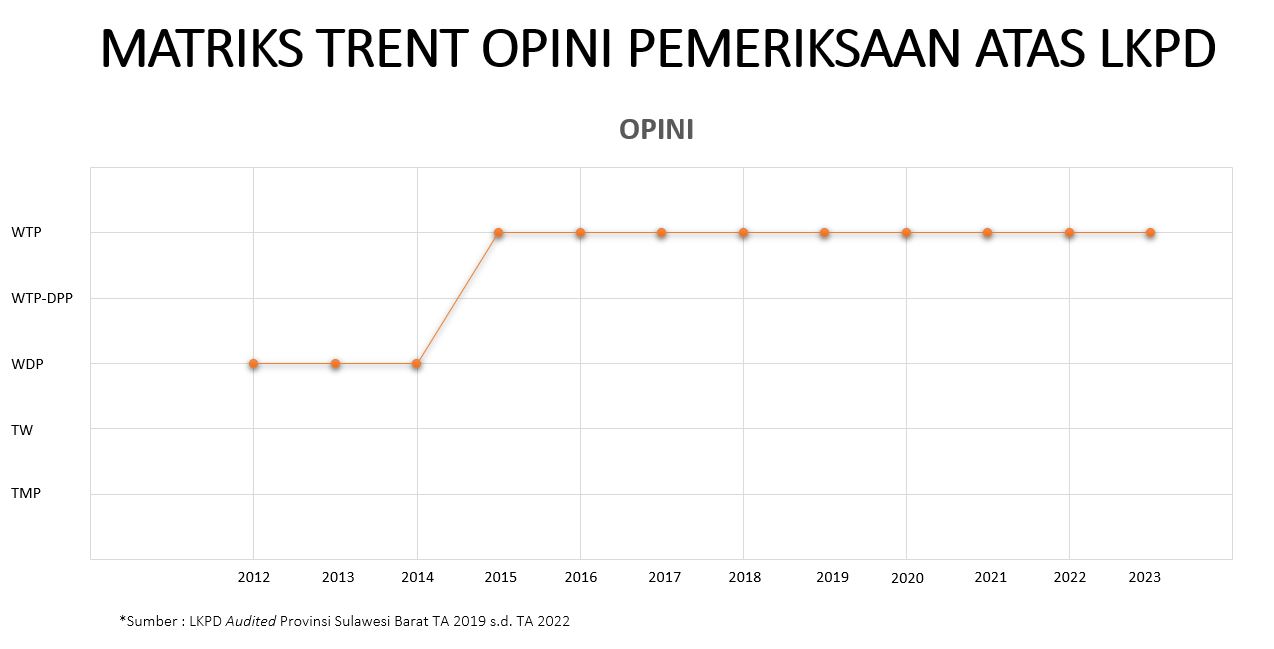 MATRIKS TRENT OPINI PEMERIKSAAN ATAS LKPD
OPINI
WTP
WTP-DPP
WDP
TW
TMP
2012 2013 2014 2015 2016 2017 2018 2019 2020 2021 2022 2023
*Sumber : LKPD Audited Provinsi Sulawesi Barat TA 2019 s.d. TA 2022